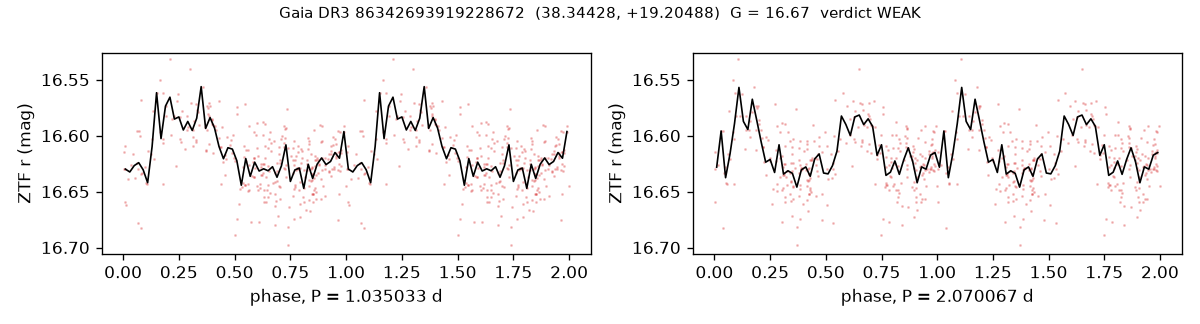 Gaia DR3 86342693919228672  (38.34428, +19.20488)  G = 16.67  verdict WEAK
ZTF r (mag)
16.55
16.60
16.65
16.70
0.00 0.25 0.50 0.75 1.00 1.25 1.50 1.75 2.00
phase, P = 1.035033 d
ZTF r (mag)
16.55
16.60
16.65
16.70
0.00 0.25 0.50 0.75 1.00 1.25 1.50 1.75 2.00
phase, P = 2.070067 d